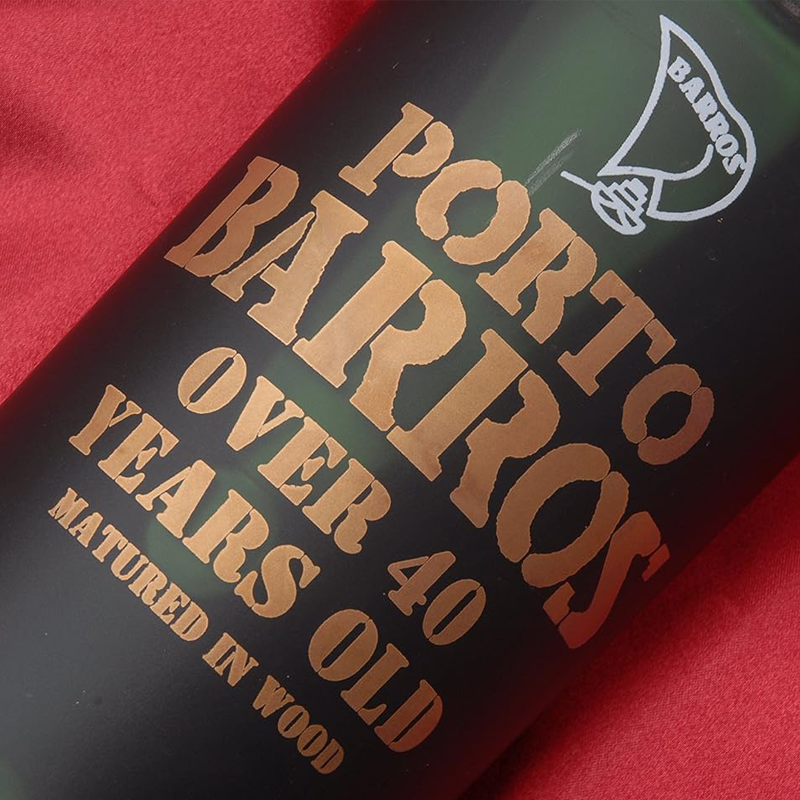 BARROS
PORTO
BARROS
OVER 40
YEARS OLD
MATURED IN WOOD